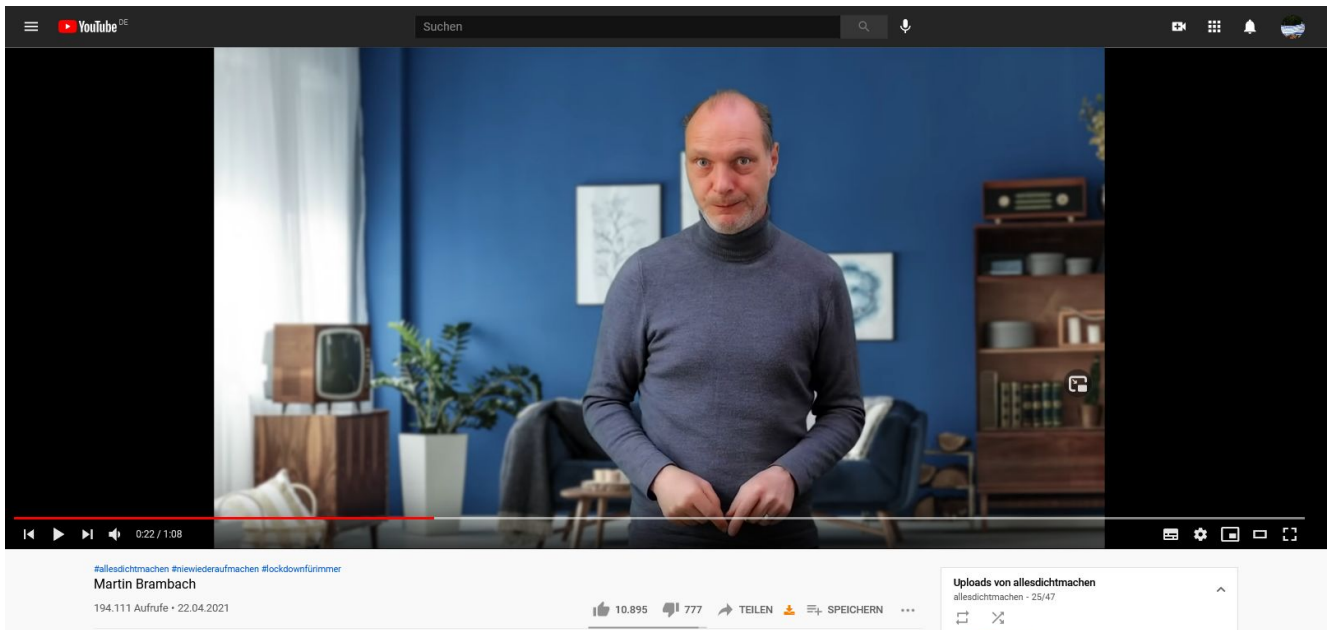 YouTube DE
Suchen
0:22 / 1:08
#allesdichtmachen #niewiederaufmachen #lockdownfürimmer
Martin Brambach
194.111 Aufrufe • 22.04.2021
10.895 777 TEILEN SPEICHERN
Uploads von allesdichtmachen
allesdichtmachen - 25/47